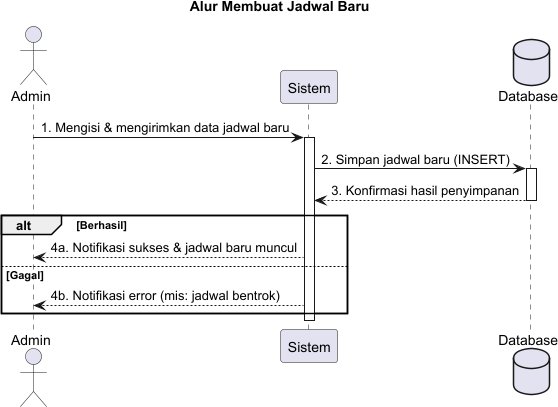 Alur Membuat Jadwal Baru
Admin
Sistem
Database
1. Mengisi & mengirimkan data jadwal baru
2. Simpan jadwal baru (INSERT)
3. Konfirmasi hasil penyimpanan
alt [Berhasil]
4a. Notifikasi sukses & jadwal baru muncul
[Gagal]
4b. Notifikasi error (mis: jadwal bentrok)
Admin
Sistem
Database